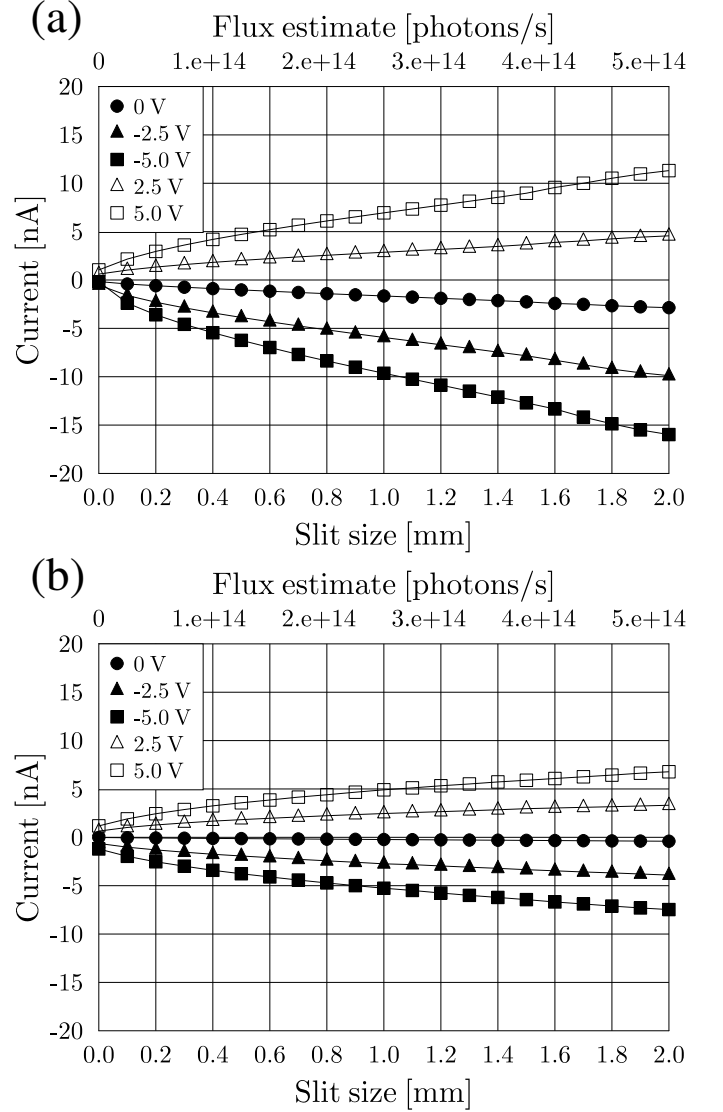 (a)
Flux estimate [photons/s]
0 1.e+14 2.e+14 3.e+14 4.e+14 5.e+14
20
15
10
5
0
-5
-10
-15
-20
Current [nA]
0 V
-2.5 V
-5.0 V
2.5 V
5.0 V
0.0 0.2 0.4 0.6 0.8 1.0 1.2 1.4 1.6 1.8 2.0
Slit size [mm]
(b)
Flux estimate [photons/s]
0 1.e+14 2.e+14 3.e+14 4.e+14 5.e+14
20
15
10
5
0
-5
-10
-15
-20
Current [nA]
0 V
-2.5 V
-5.0 V
2.5 V
5.0 V
0.0 0.2 0.4 0.6 0.8 1.0 1.2 1.4 1.6 1.8 2.0
Slit size [mm]